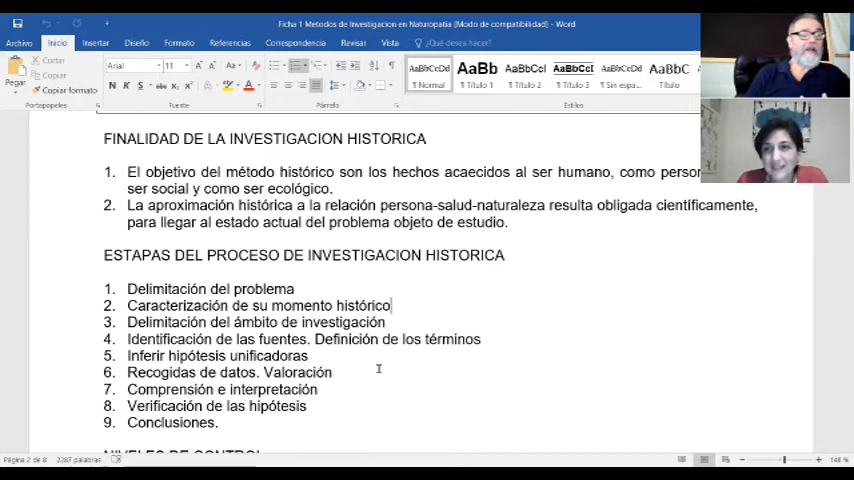 Ficha 1 Metodos de Investigacion en Naturopatia [Modo de compatibilidad] - Word
Archivo Inicio Insertar Diseño Formato Referencias Correspondencia Revisar Vista ¿Qué desea hacer?
Cortar
Copiar
Copiar formato
Pegar
Arial 11
N K S abc x₂ x²
AaBbCcDd AaBb AaBbCcI AaBbCcI AaBbCcDd AaBbC
¶ Normal ¶ Título 1 ¶ Título 2 ¶ Título 3 ¶ Sin espa... Título
Portapapeles Fuente Párrafo Estilos
FINALIDAD DE LA INVESTIGACION HISTORICA
1. El objetivo del método histórico son los hechos acaecidos al ser humano, como
ser social y como ser ecológico.
2. La aproximación histórica a la relación persona-salud-naturaleza resulta obligada científicamente,
para llegar al estado actual del problema objeto de estudio.
ESTAPAS DEL PROCESO DE INVESTIGACION HISTORICA
1. Delimitación del problema
2. Caracterización de su momento histórico
3. Delimitación del ámbito de investigación
4. Identificación de las fuentes. Definición de los términos
5. Inferir hipótesis unificadoras
6. Recogidas de datos. Valoración
7. Comprensión e interpretación
8. Verificación de las hipótesis
9. Conclusiones.
NIVELES DE CONTROL
Página 2 de 8 2287 palabras 146 %